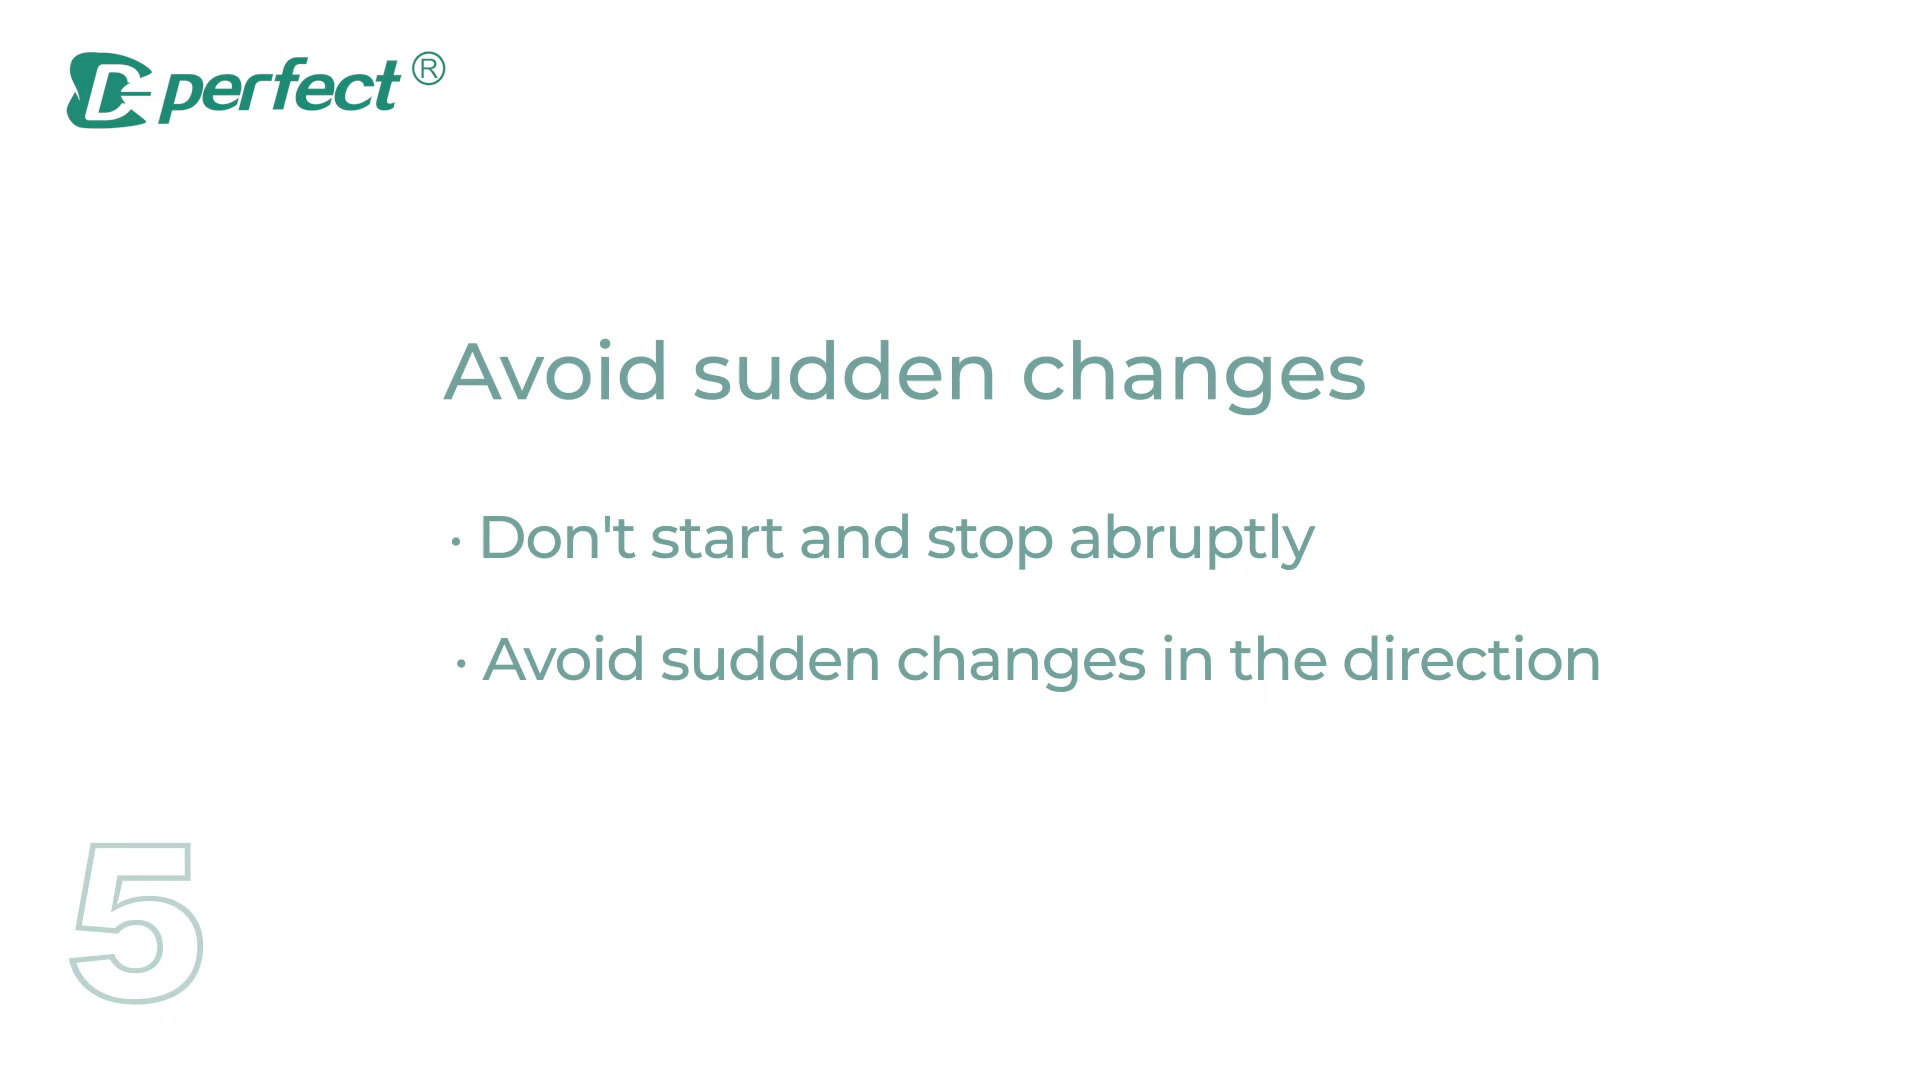 perfect ®
Avoid sudden changes
· Don't start and stop abruptly
· Avoid sudden changes in the direction
5